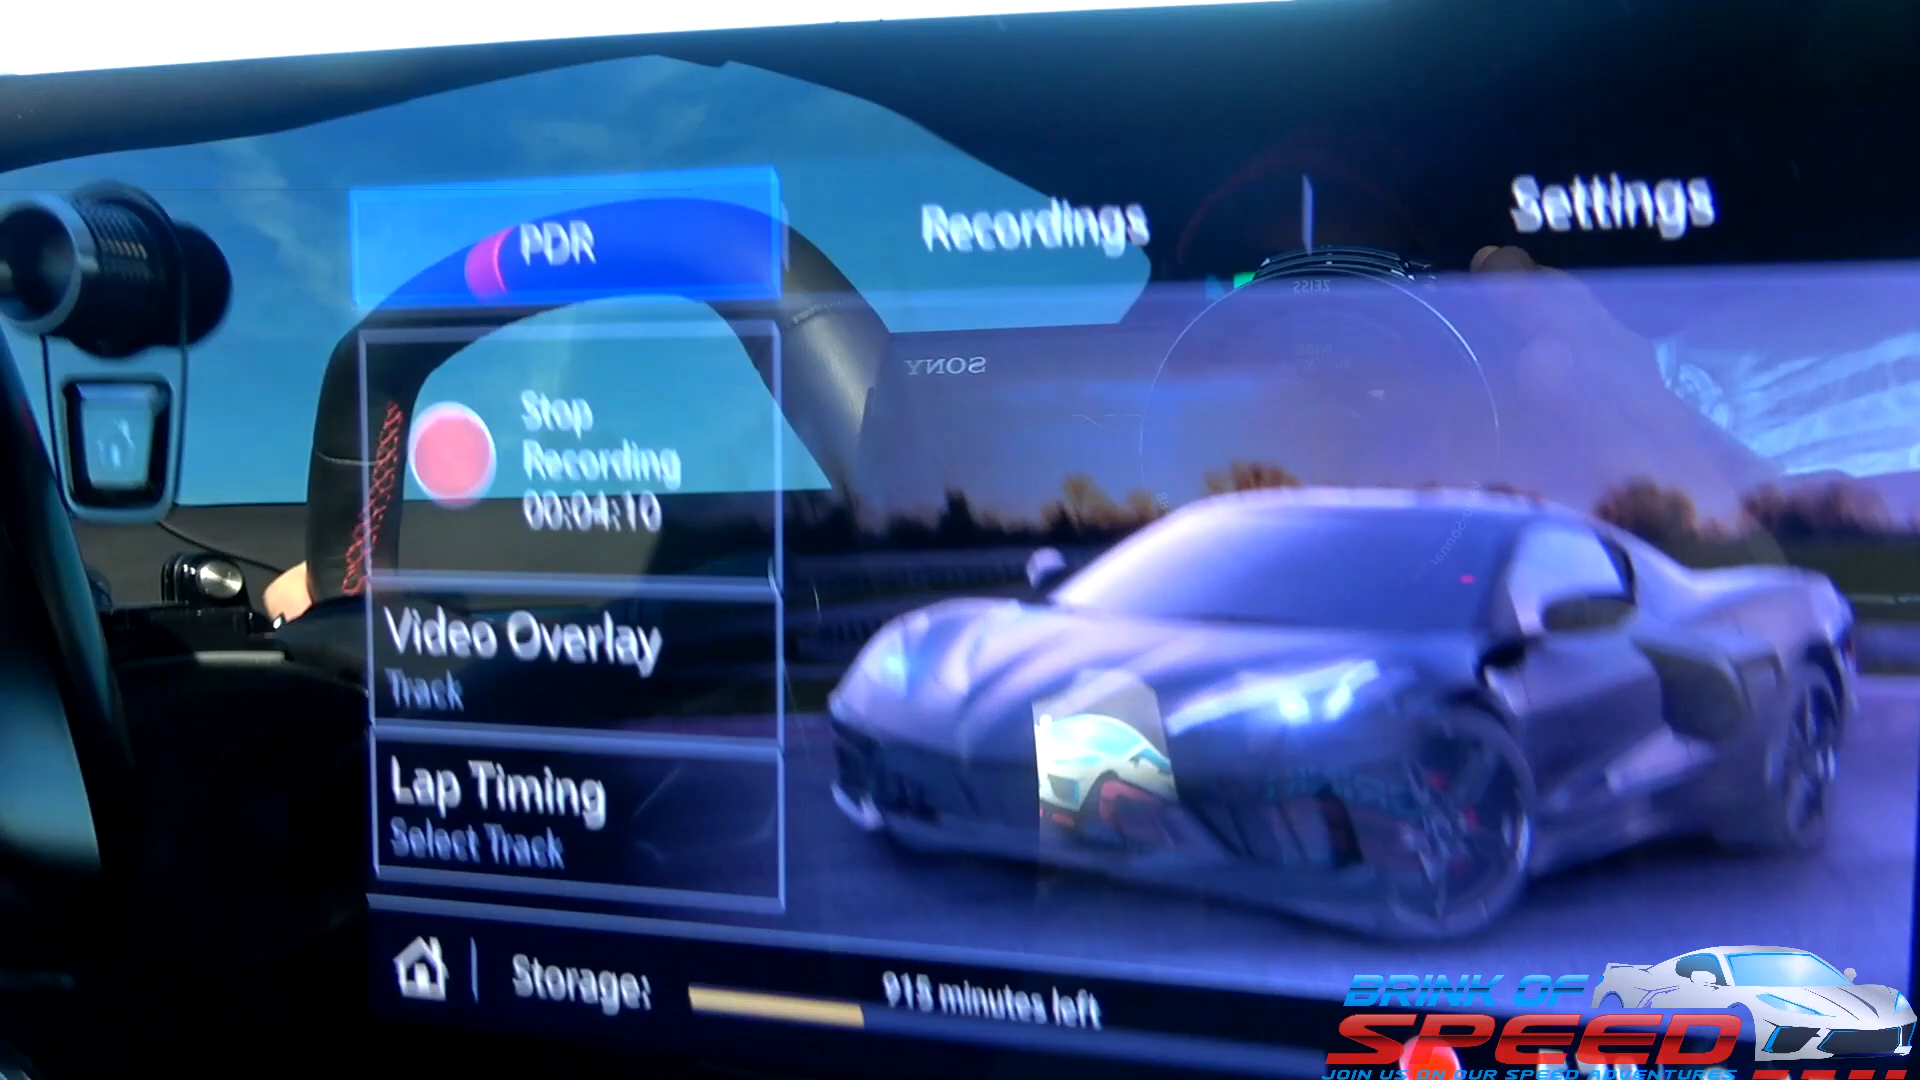 PDR
Recordings
Settings
ZEISS
SONY
Stop
Recording
00:04:10
Video Overlay
Track
Lap Timing
Select Track
Storage:
915 minutes left
BRINK OF
SPEED
JOIN US ON OUR SPEED ADVENTURES